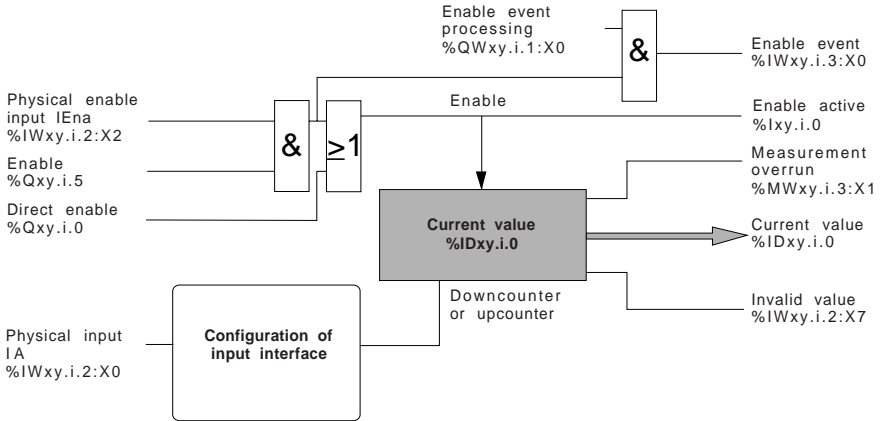 Enable event
processing
%QWxy.i.1:X0
&
Enable event
%IWxy.i.3:X0
Physical enable
input IEna
%IWxy.i.2:X2
Enable
%Qxy.i.5
Direct enable
%Qxy.i.0
&
≥1
Enable
Enable active
%Ixy.i.0
Measurement
overrun
%MWxy.i.3:X1
Current value
%IDxy.i.0
Current value
%IDxy.i.0
Downcounter
or upcounter
Invalid value
%IWxy.i.2:X7
Physical input
IA
%IWxy.i.2:X0
Configuration of
input interface